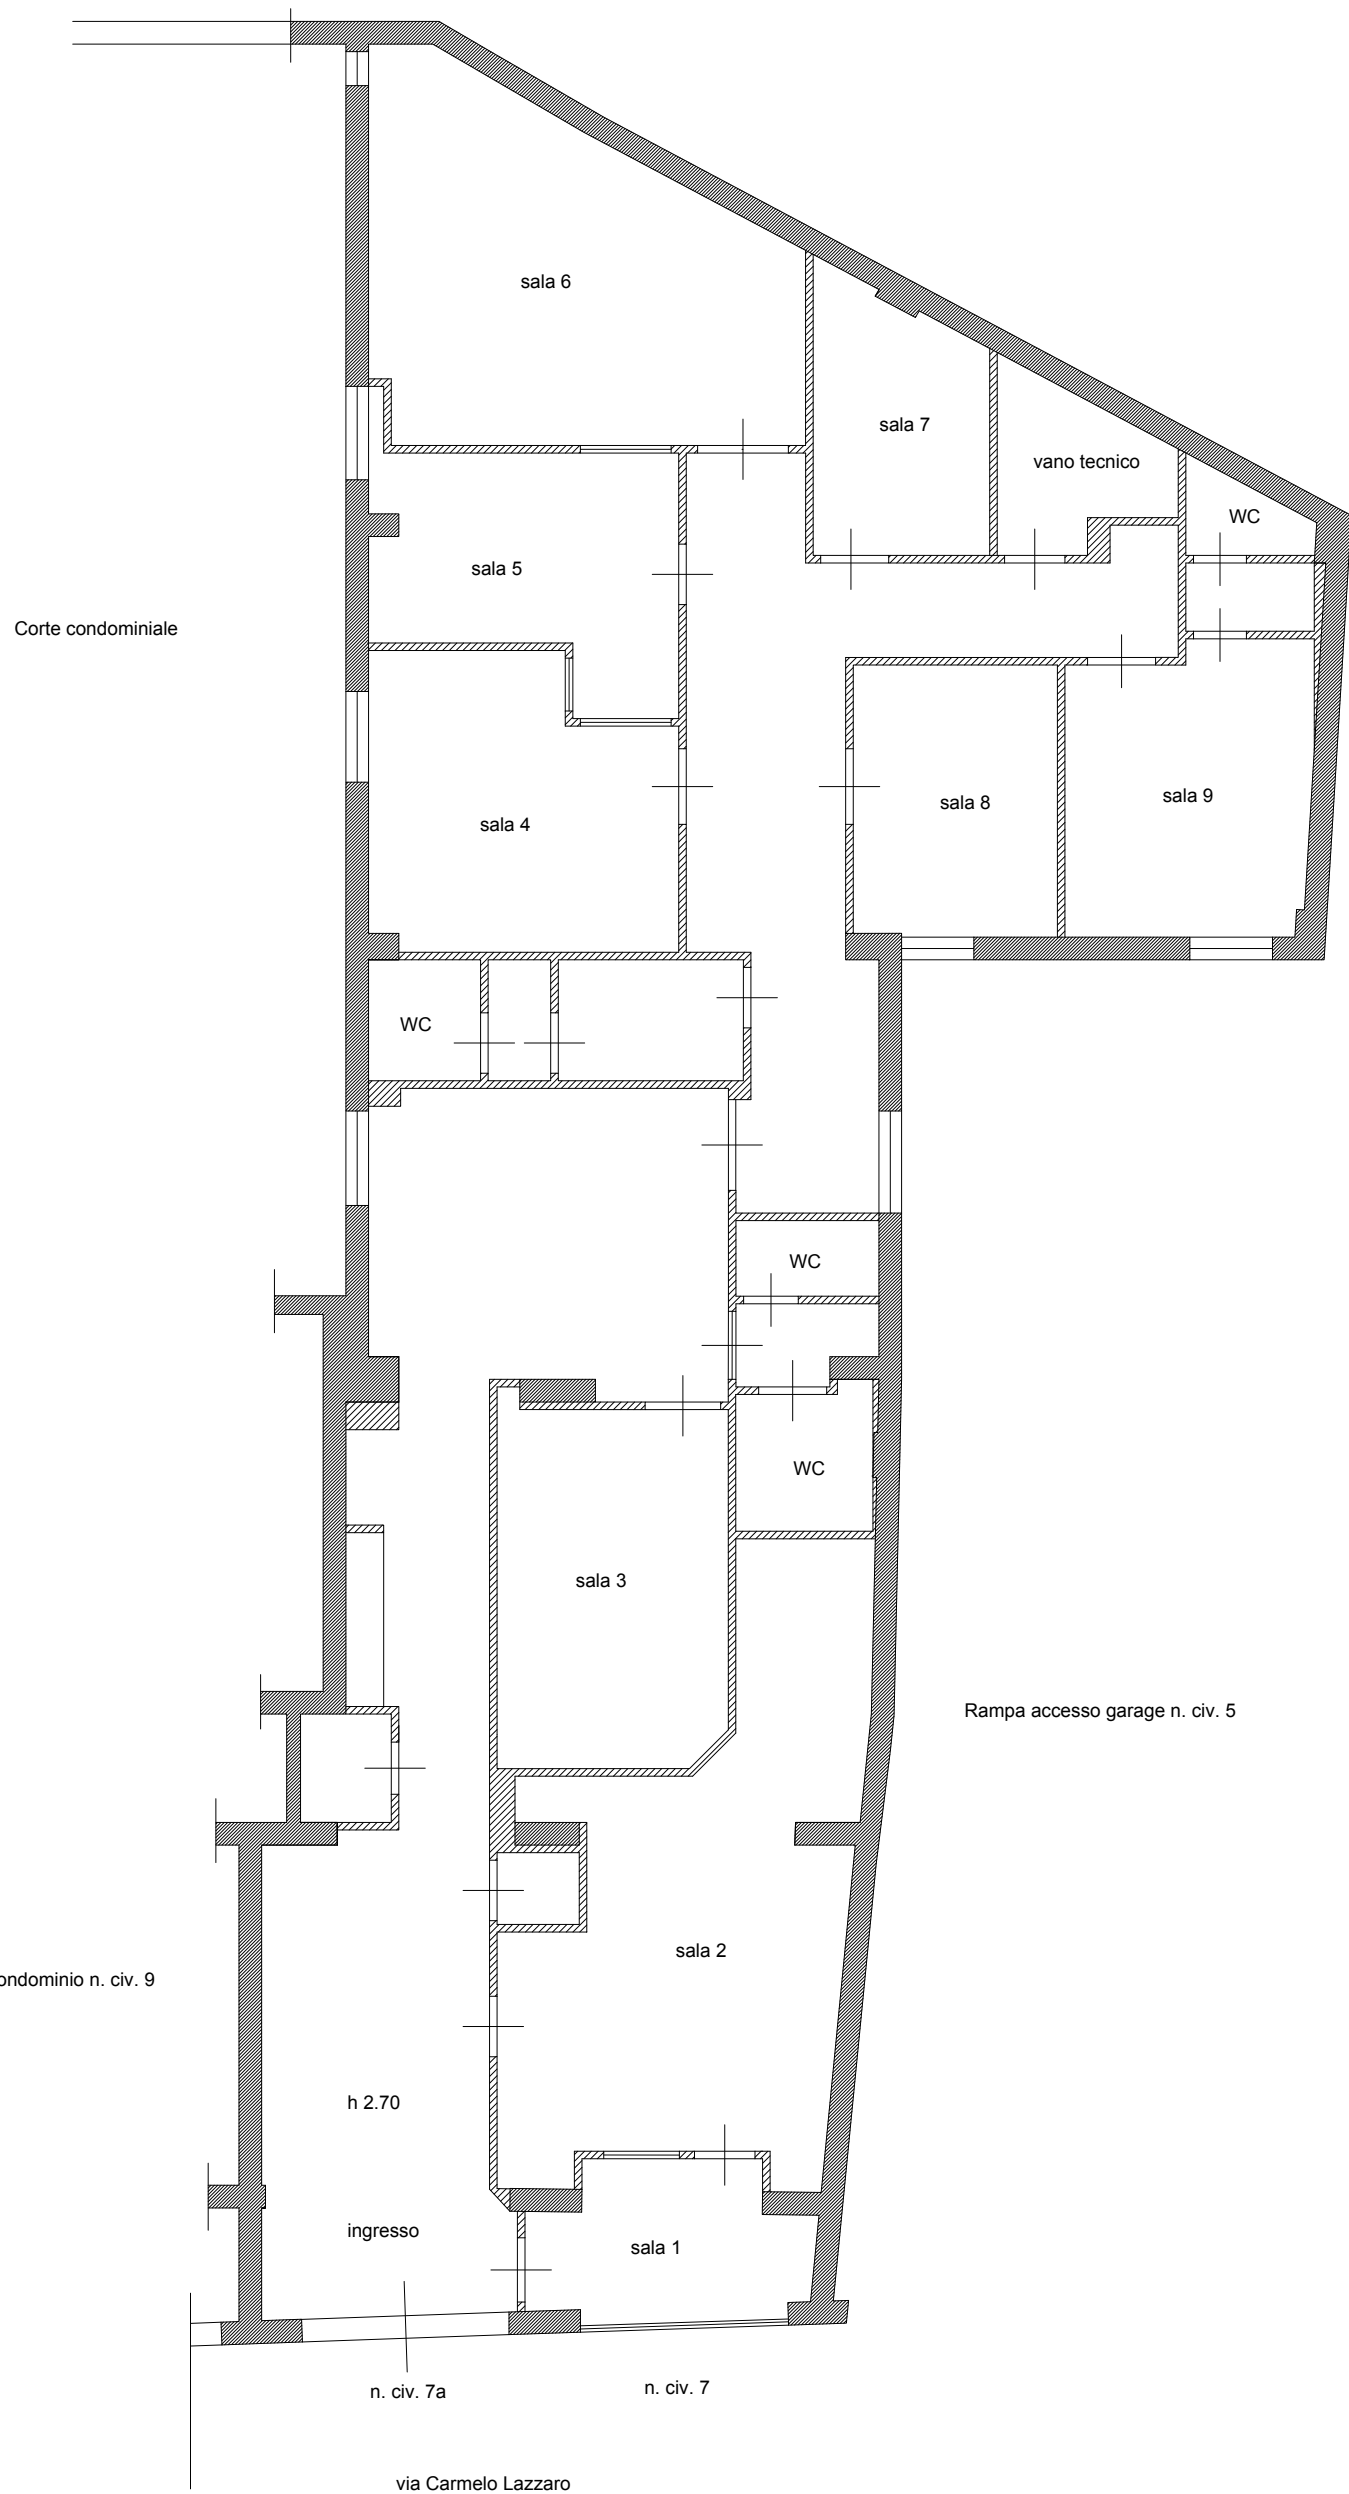 sala 6
sala 7
vano tecnico
WC
sala 5
Corte condominiale
sala 9
sala 8
sala 4
WC
WC
WC
sala 3
Rampa accesso garage n. civ. 5
sala 2
ondominio n. civ. 9
h 2.70
ingresso
sala 1
n. civ. 7a
n. civ. 7
via Carmelo Lazzaro